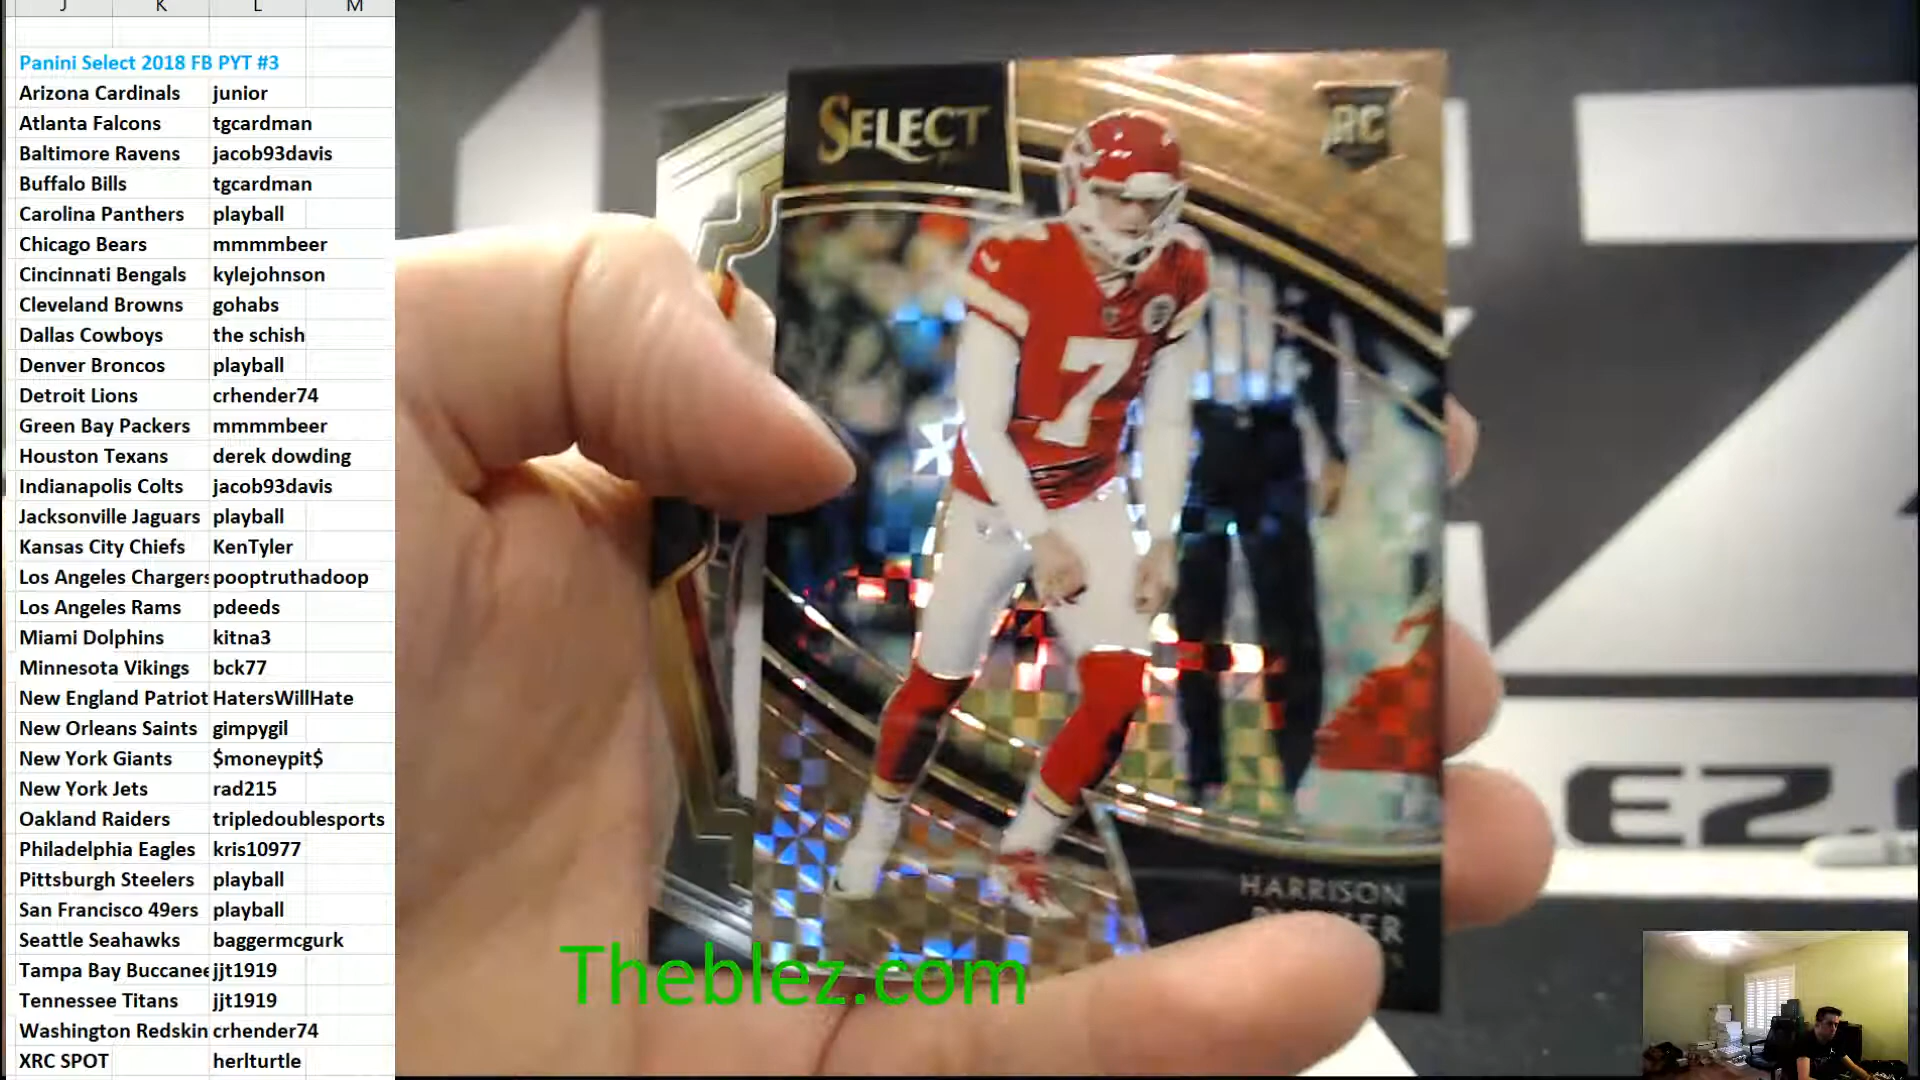 J K L M
Panini Select 2018 FB PYT #3
Arizona Cardinals junior
Atlanta Falcons tgcardman
Baltimore Ravens jacob93davis
Buffalo Bills tgcardman
Carolina Panthers playball
Chicago Bears mmmmbeer
Cincinnati Bengals kylejohnson
Cleveland Browns gohabs
Dallas Cowboys the schish
Denver Broncos playball
Detroit Lions crhender74
Green Bay Packers mmmmbeer
Houston Texans derek dowding
Indianapolis Colts jacob93davis
Jacksonville Jaguars playball
Kansas City Chiefs KenTyler
Los Angeles Chargers pooptruthadoop
Los Angeles Rams pdeeds
Miami Dolphins kitna3
Minnesota Vikings bck77
New England Patriot HatersWillHate
New Orleans Saints gimpygil
New York Giants $moneypit$
New York Jets rad215
Oakland Raiders tripledoublesports
Philadelphia Eagles kris10977
Pittsburgh Steelers playball
San Francisco 49ers playball
Seattle Seahawks baggermcgurk
Tampa Bay Buccanee jjt1919
Tennessee Titans jjt1919
Washington Redskin crhender74
XRC SPOT herlturtle
SELECT
RC
7
HARRISON
EZ.
Theblez.com